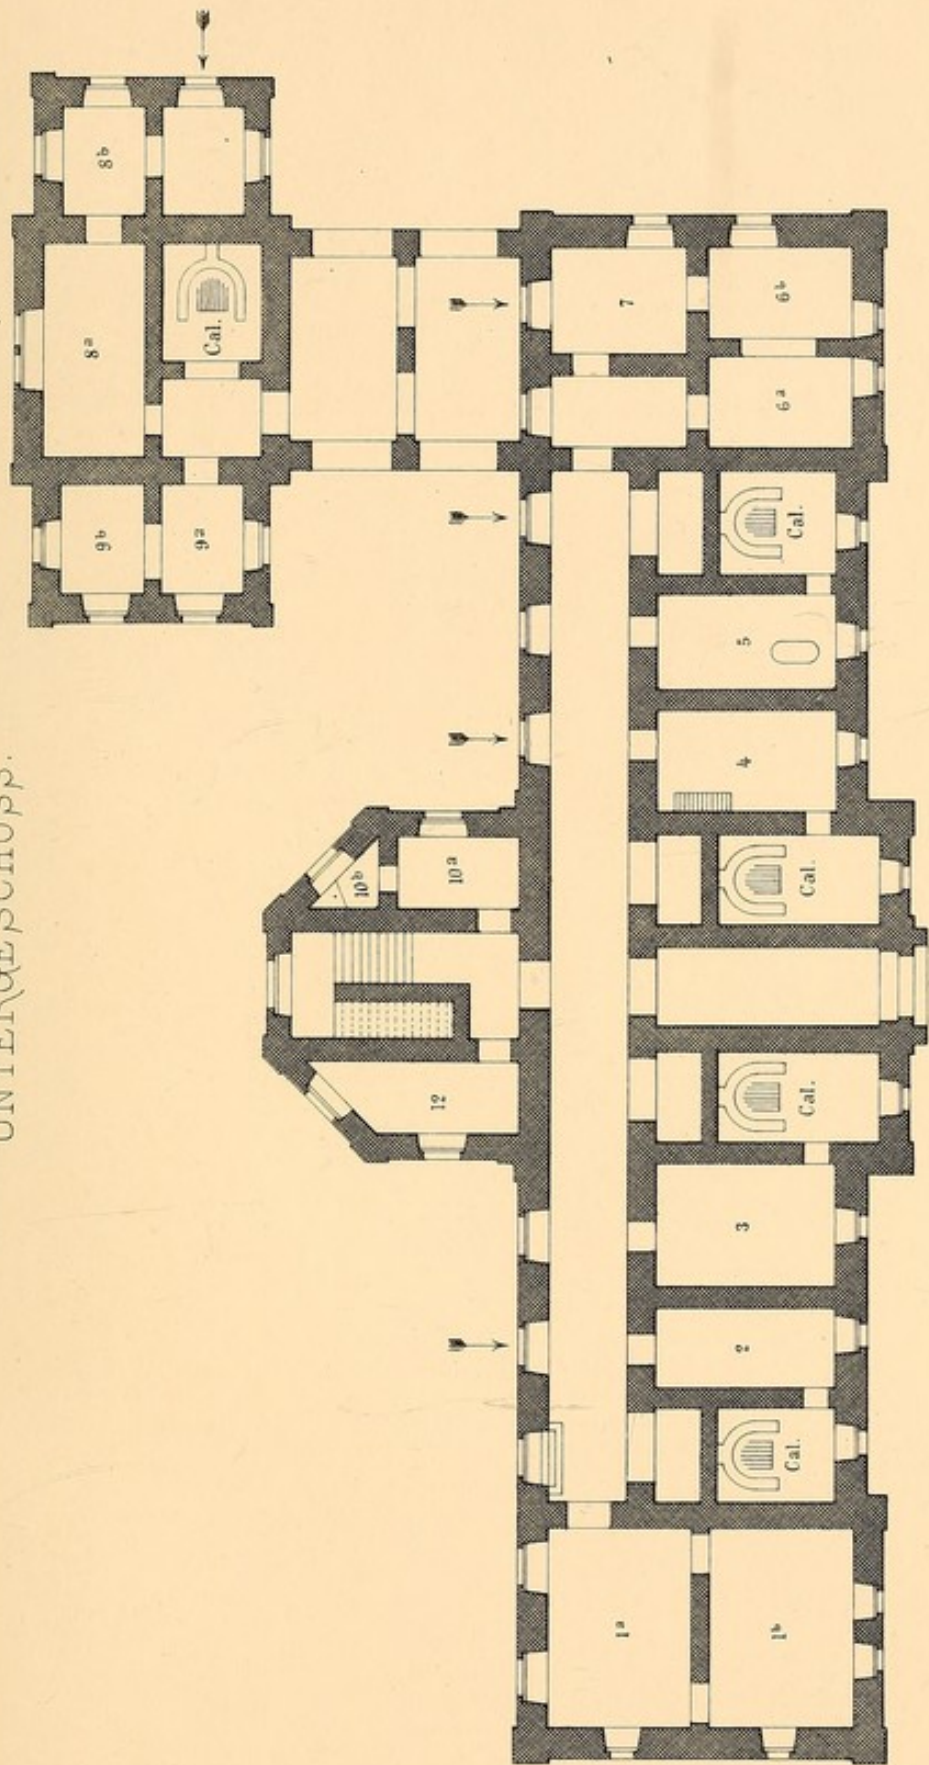 UNTERGESCHOSS.
8ᵇ
8ᵃ
Cal.
9ᵇ
9ᵃ
7
6ᵇ
6ᵃ
Cal.
5
4
10ᵇ
10ᵃ
Cal.
12
Cal.
3
2
Cal.
1ᵃ
1ᵇ